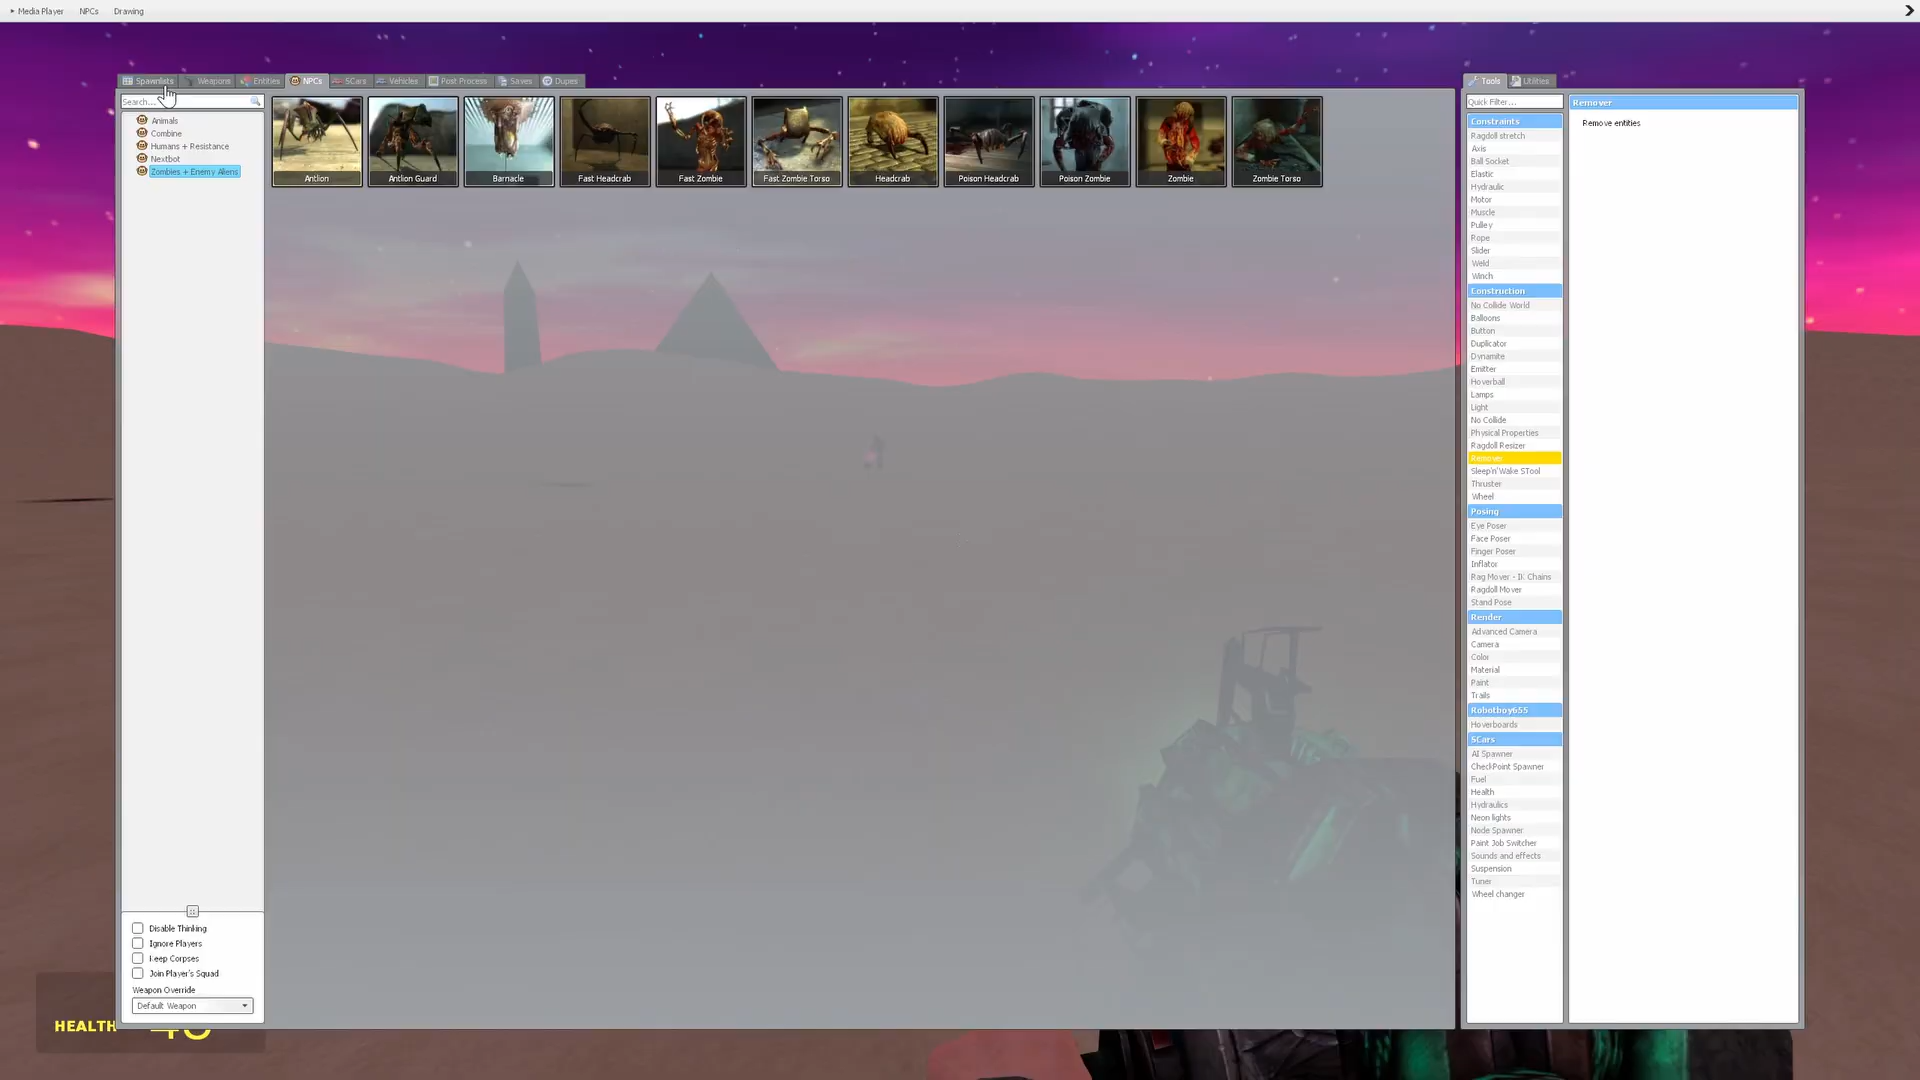 Media Player NPCs Drawing
Spawnlists Weapons Entities NPCs SCars Vehicles Post Process Saves Dupes
Search...
Animals
Combine
Humans + Resistance
Nextbot
Zombies + Enemy Aliens
Antlion
Antlion Guard
Barnacle
Fast Headcrab
Fast Zombie
Fast Zombie Torso
Headcrab
Poison Headcrab
Poison Zombie
Zombie
Zombie Torso
Disable Thinking
Ignore Players
Keep Corpses
Join Player's Squad
Weapon Override
Default Weapon
HEALTH
Tools Utilities
Quick Filter...
Constraints
Ragdoll stretch
Axis
Ball Socket
Elastic
Hydraulic
Motor
Muscle
Pulley
Rope
Slider
Weld
Winch
Construction
No Collide World
Balloons
Button
Duplicator
Dynamite
Emitter
Hoverball
Lamps
Light
No Collide
Physical Properties
Ragdoll Resizer
Remover
Sleep'n'Wake STool
Thruster
Wheel
Posing
Eye Poser
Face Poser
Finger Poser
Inflator
Rag Mover - IK Chains
Ragdoll Mover
Stand Pose
Render
Advanced Camera
Camera
Color
Material
Paint
Trails
Robotboy655
Hoverboards
SCars
AI Spawner
CheckPoint Spawner
Fuel
Health
Hydraulics
Neon lights
Node Spawner
Paint Job Switcher
Sounds and effects
Suspension
Tuner
Wheel changer
Remover
Remove entities